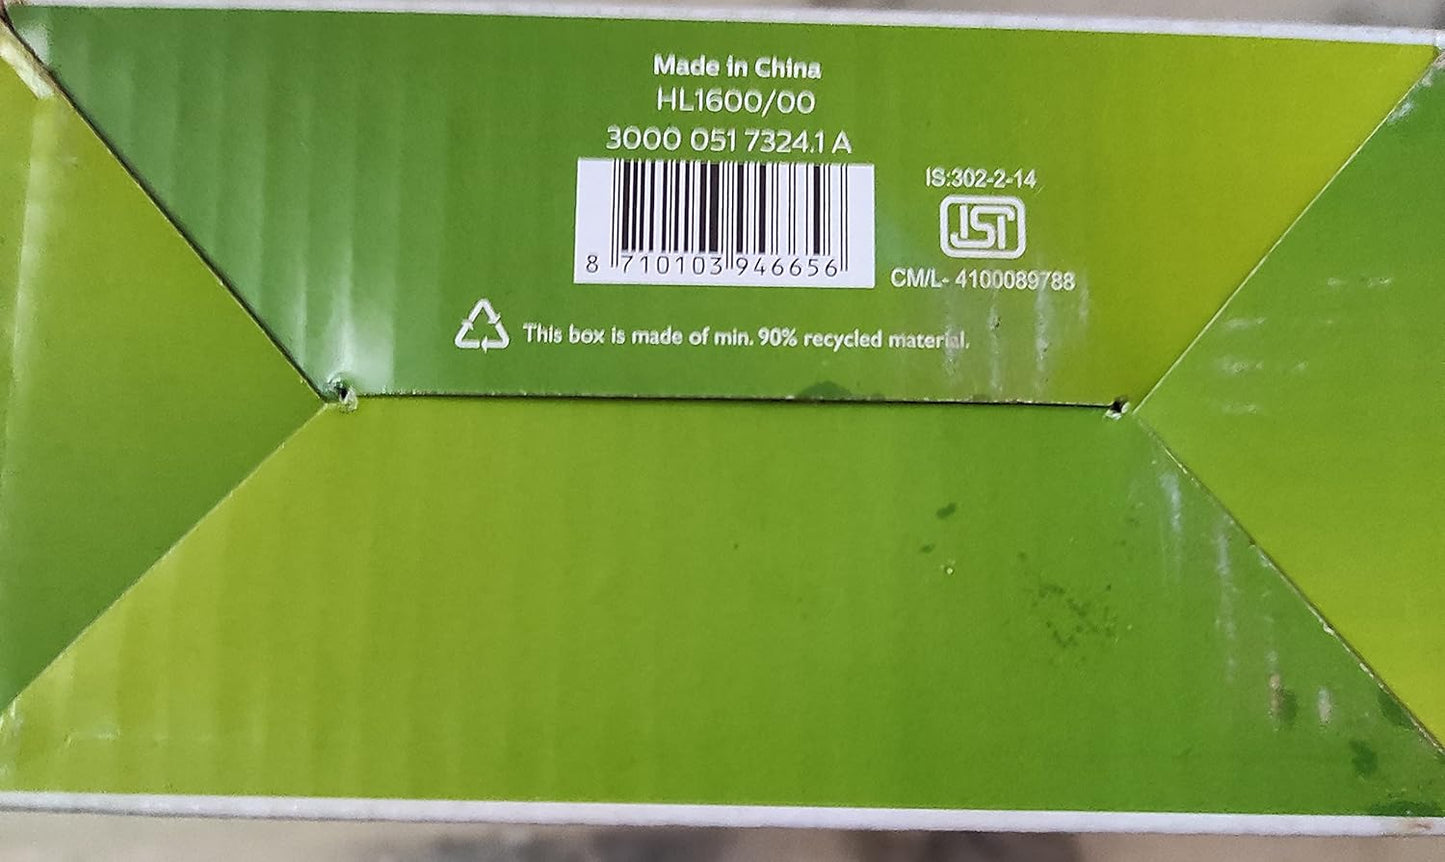 Made in China
HL1600/00
3000 051 7324.1 A
8 710103 946656
IS:302-2-14
ISI
CM/L- 4100089788
This box is made of min. 90% recycled material.